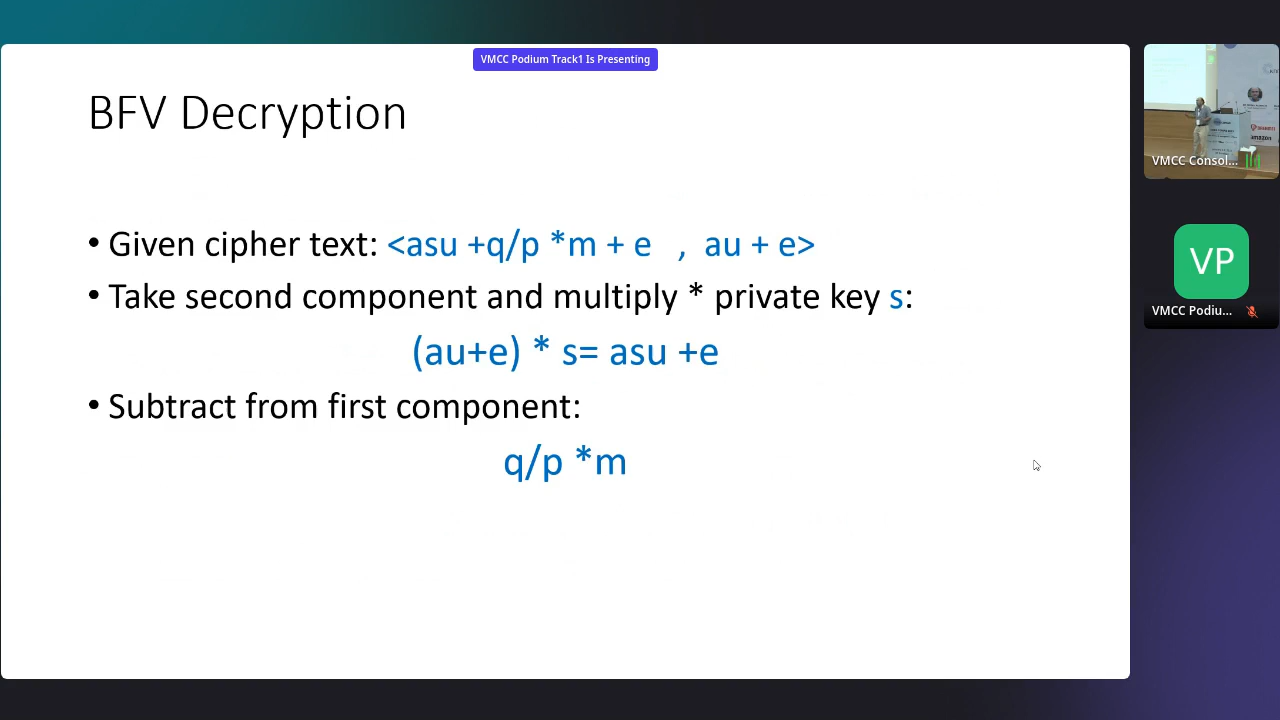 VMCC Podium Track1 Is Presenting
BFV Decryption
• Given cipher text: <asu +q/p *m + e , au + e>
• Take second component and multiply * private key s:
(au+e) * s= asu +e
• Subtract from first component:
q/p *m
VMCC Consol...
VP
VMCC Podiu...
amazon